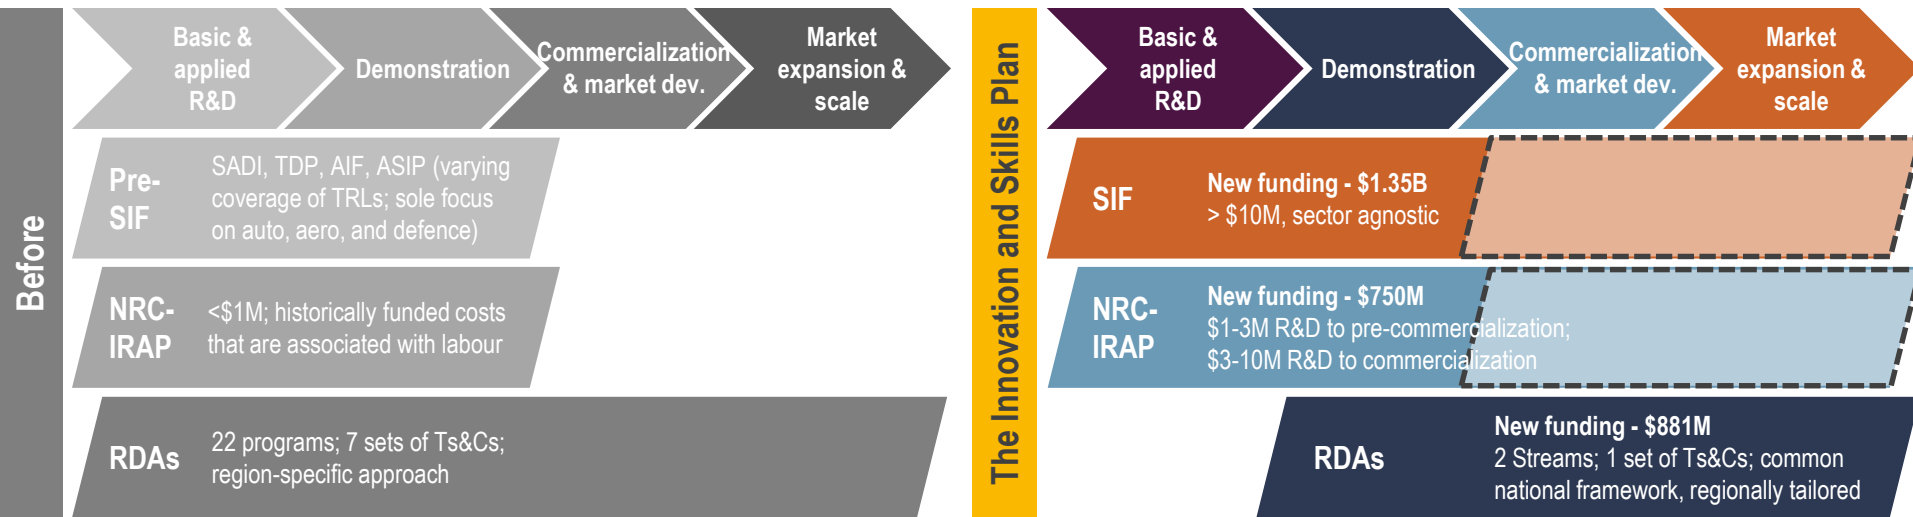 Before
Basic &
applied
R&D
Demonstration
Commercialization
& market dev.
Market
expansion &
scale
Pre-
SIF
SADI, TDP, AIF, ASIP (varying
coverage of TRLs; sole focus
on auto, aero, and defence)
NRC-
IRAP
<$1M; historically funded costs
that are associated with labour
RDAs
22 programs; 7 sets of Ts&Cs;
region-specific approach
The Innovation and Skills Plan
Basic &
applied
R&D
Demonstration
Commercialization
& market dev.
Market
expansion &
scale
SIF
New funding - $1.35B
> $10M, sector agnostic
NRC-
IRAP
New funding - $750M
$1-3M R&D to pre-commercialization;
$3-10M R&D to commercialization
RDAs
New funding - $881M
2 Streams; 1 set of Ts&Cs; common
national framework, regionally tailored